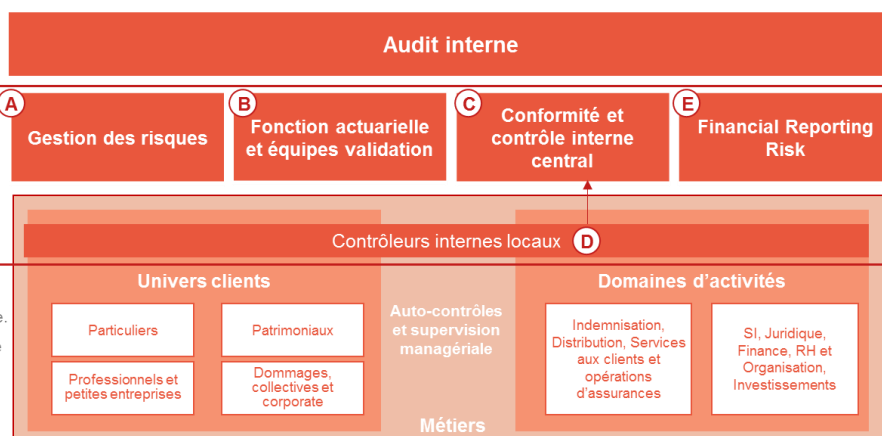 Audit interne
A
Gestion des risques
B
Fonction actuarielle
et équipes validation
C
Conformité et
contrôle interne
central
E
Financial Reporting
Risk
Contrôleurs internes locaux D
Univers clients
Particuliers
Patrimoniaux
Professionnels et
petites entreprises
Dommages,
collectives et
corporate
Auto-contrôles
et supervision
managériale
Métiers
Domaines d’activités
Indemnisation,
Distribution, Services
aux clients et
opérations
d’assurances
SI, Juridique,
Finance, RH et
Organisation,
Investissements